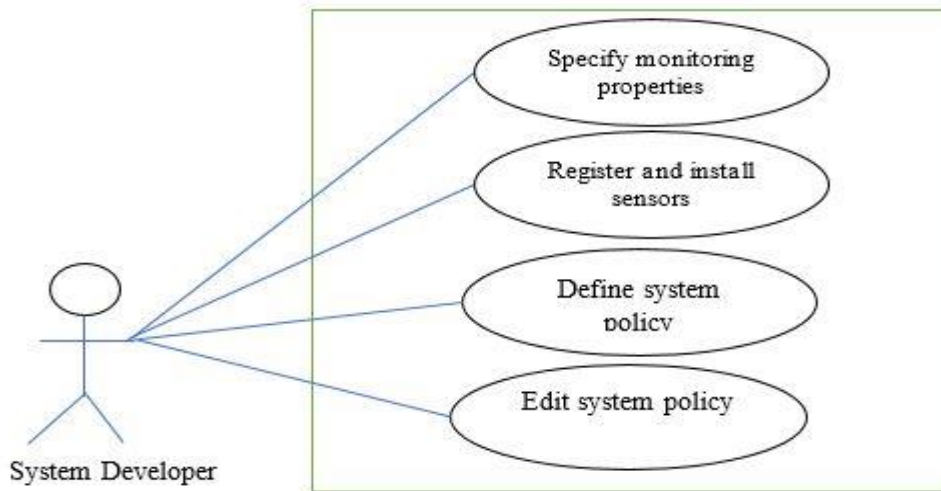 Specify monitoring
properties
Register and install
sensors
Define system
policy
Edit system policy
System Developer